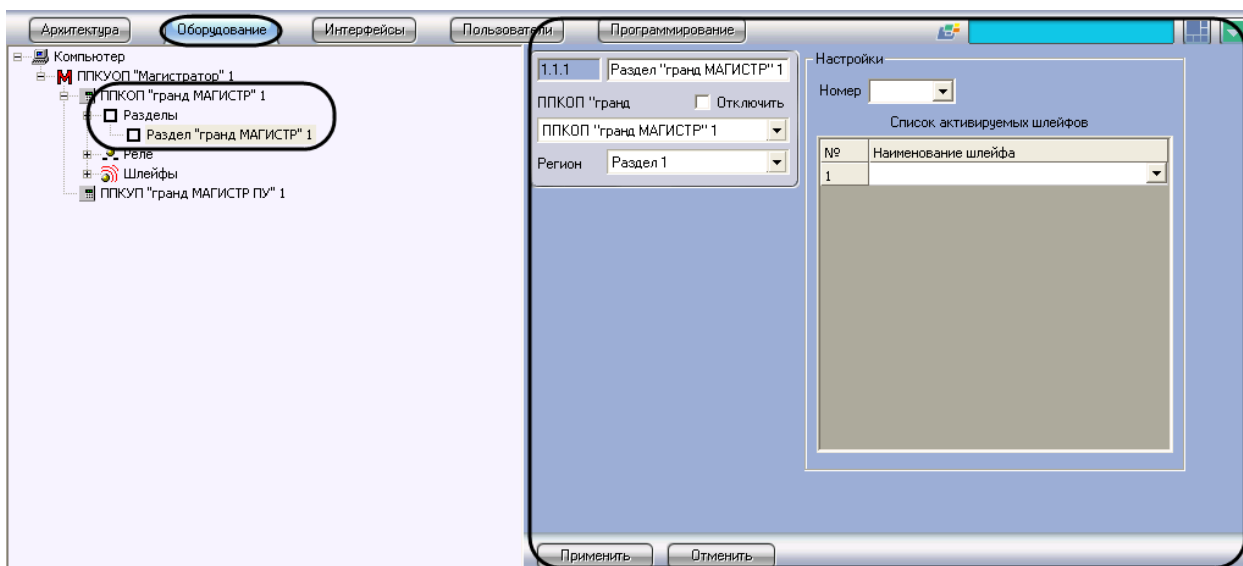 Архитектура Оборудование Интерфейсы Пользователи Программирование
Компьютер
М ППКУОП "Магистратор" 1
ППКОП "гранд МАГИСТР" 1
Разделы
Раздел "гранд МАГИСТР" 1
Реле
Шлейфы
ППКУП "гранд МАГИСТР ПУ" 1
1.1.1 Раздел "гранд МАГИСТР" 1
ППКОП "гранд Отключить
ППКОП "гранд МАГИСТР" 1
Регион Раздел 1
Настройки
Номер
Список активируемых шлейфов
№ Наименование шлейфа
1
Применить Отменить